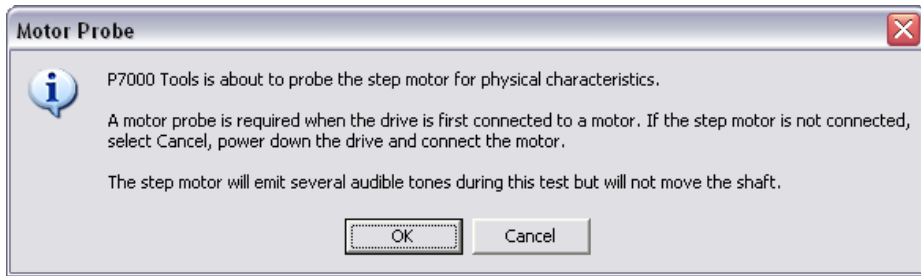 Motor Probe
P7000 Tools is about to probe the step motor for physical characteristics.
A motor probe is required when the drive is first connected to a motor. If the step motor is not connected,
select Cancel, power down the drive and connect the motor.
The step motor will emit several audible tones during this test but will not move the shaft.
OK Cancel